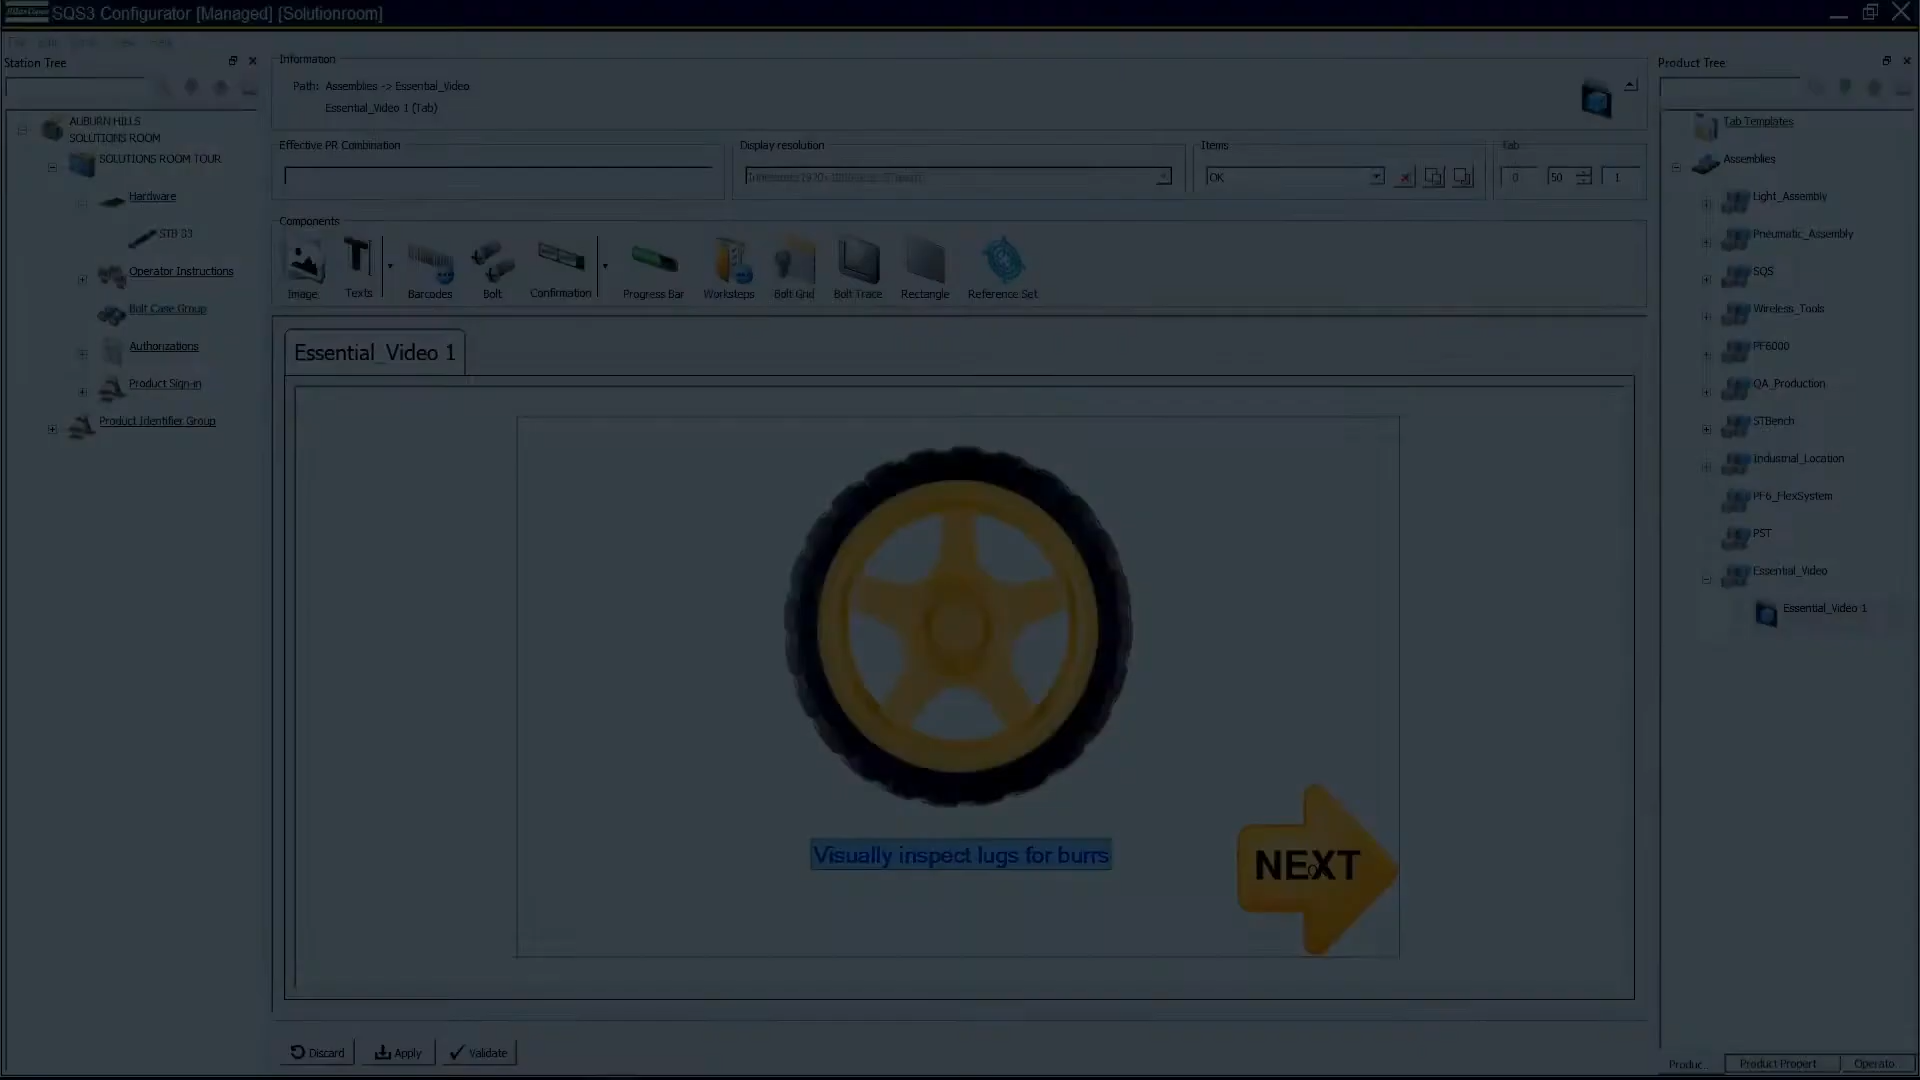 SQS3 Configurator [Managed] [Solutionroom]
Station Tree
AUBURN HILLS
SOLUTIONS ROOM
SOLUTIONS ROOM TOUR
Hardware
STB 33
Operator Instructions
Bolt Case Group
Authorizations
Product Sign-in
Product Identifier Group
Information
Path: Assemblies -> Essential_Video
Essential_Video 1 (Tab)
Effective PR Combination
Display resolution
Items
Tab
OK
0
50
1
Components
Image
Texts
Barcodes
Bolt
Confirmation
Progress Bar
Worksteps
Bolt Grid
Bolt Trace
Rectangle
Reference Set
Essential_Video 1
Visually inspect lugs for burrs
NEXT
Discard
Apply
Validate
Product Tree
Tab Templates
Assemblies
Light_Assembly
Pneumatic_Assembly
SQS
Wireless_Tools
PF6000
QA_Production
STBench
Industrial_Location
PF6_FlexSystem
PST
Essential_Video
Essential_Video 1
Produc...
Product Propert
Operato